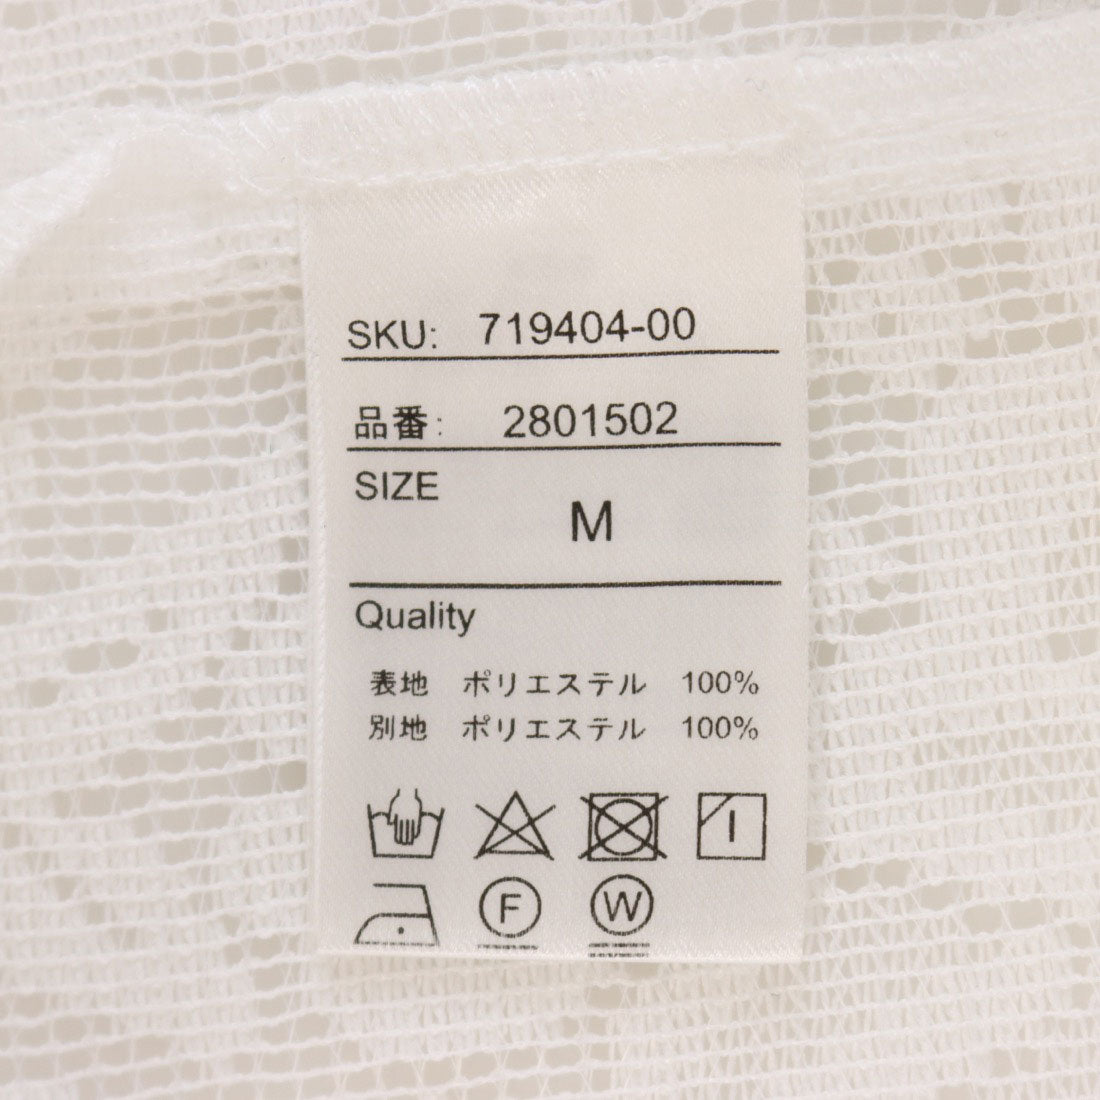 SKU: 719404-00
品番: 2801502
SIZE
M
Quality
表地 ポリエステル 100%
別地 ポリエステル 100%
F W